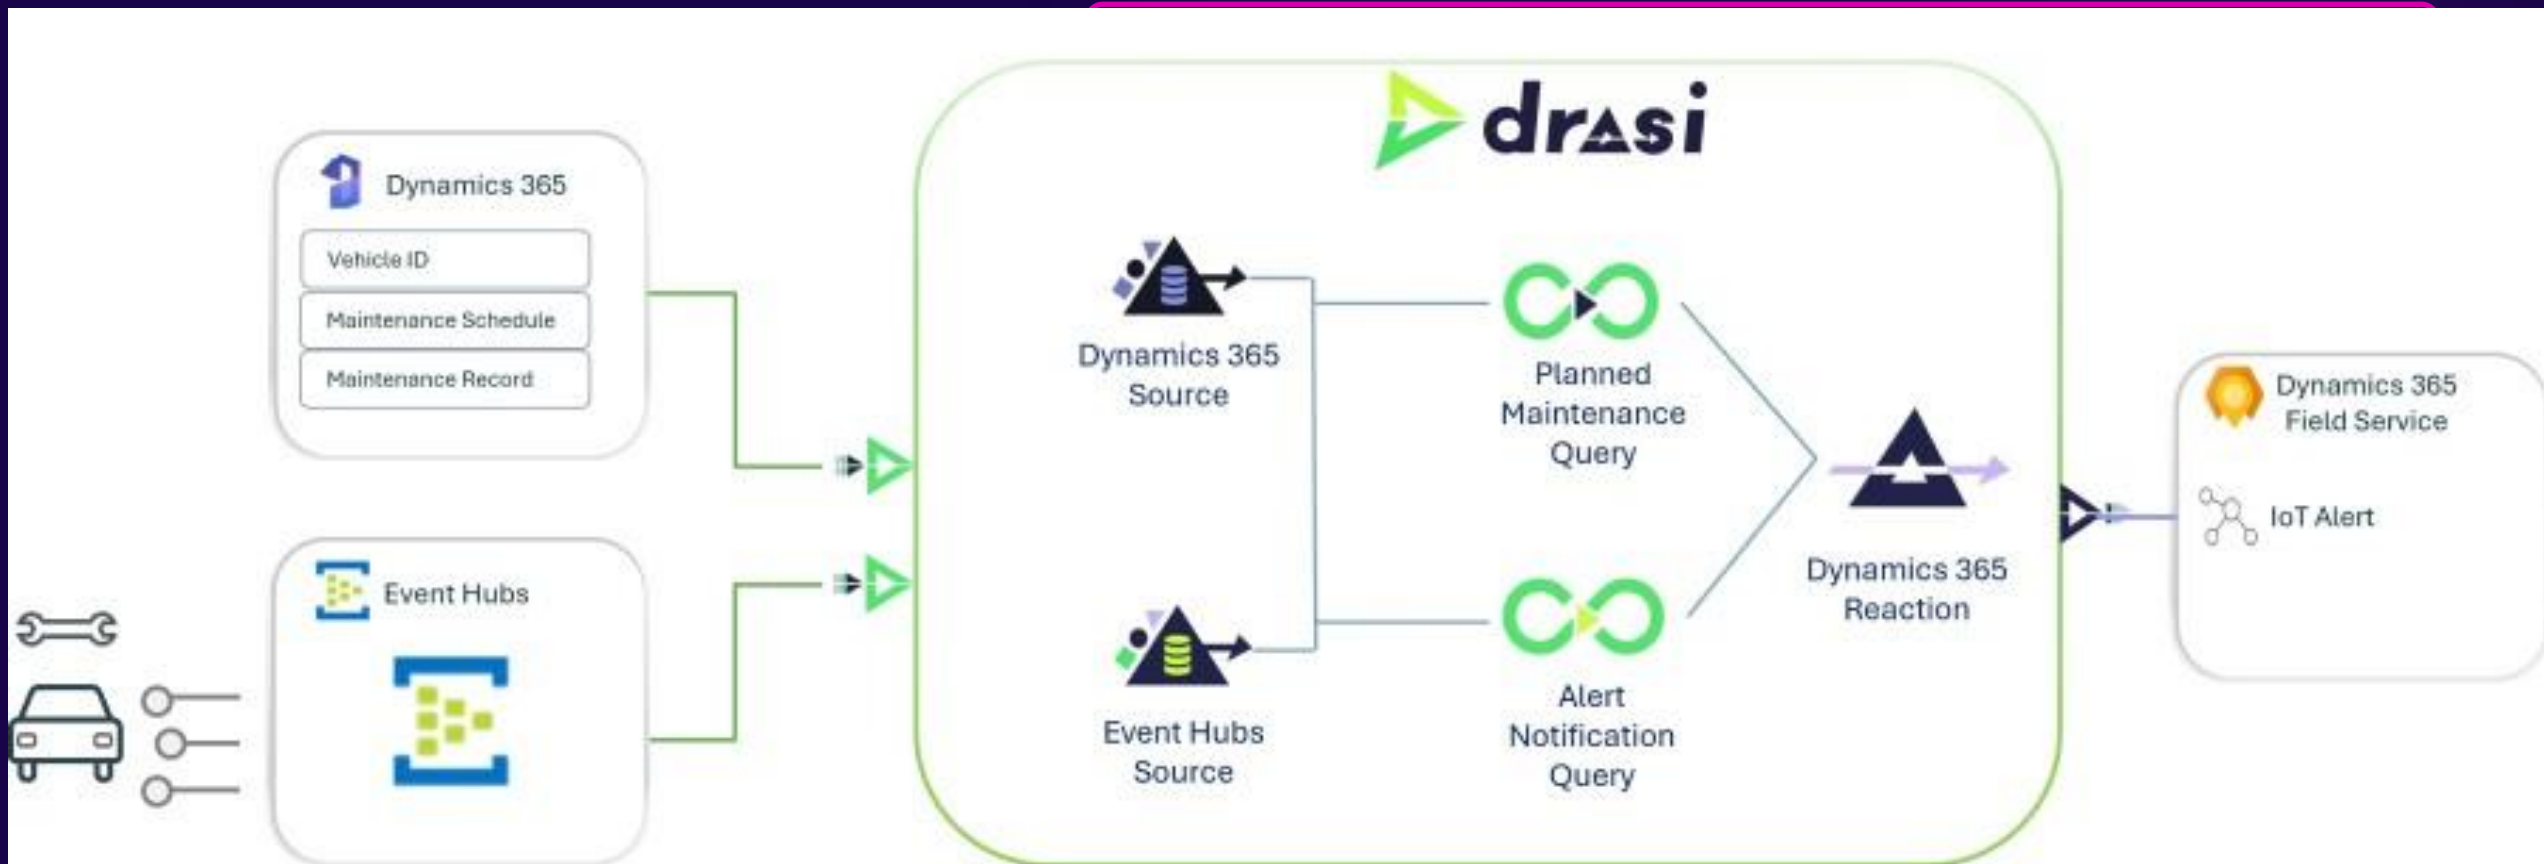 drasi
Dynamics 365
Vehicle ID
Maintenance Schedule
Maintenance Record
Event Hubs
Dynamics 365
Source
Event Hubs
Source
Planned
Maintenance
Query
Alert
Notification
Query
Dynamics 365
Reaction
Dynamics 365
Field Service
IoT Alert